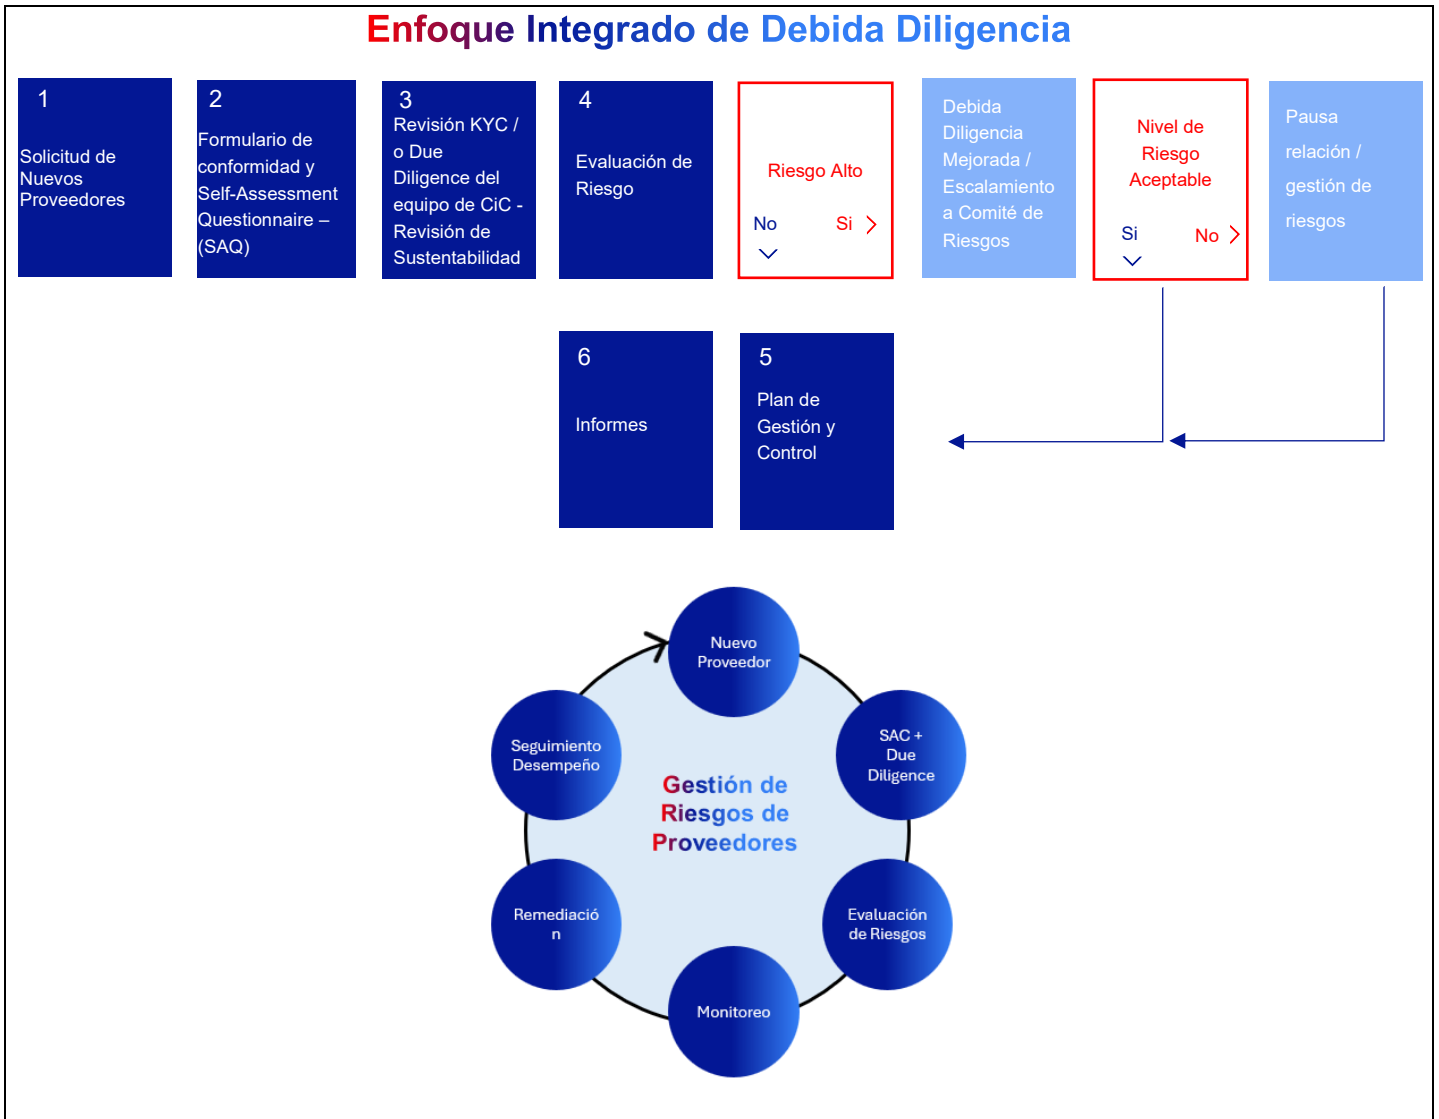 Enfoque Integrado de Debida Diligencia
1
Solicitud de
Nuevos
Proveedores
2
Formulario de
conformidad y
Self-Assessment
Questionnaire –
(SAQ)
3
Revisión KYC /
o Due
Diligence del
equipo de CiC -
Revisión de
Sustentabilidad
4
Evaluación de
Riesgo
Riesgo Alto
No
Si
Debida
Diligencia
Mejorada /
Escalamiento
a Comité de
Riesgos
Nivel de
Riesgo
Aceptable
Si
No
Pausa
relación /
gestión de
riesgos
6
Informes
5
Plan de
Gestión y
Control
Nuevo
Proveedor
SAC +
Due
Diligence
Evaluación
de Riesgos
Monitoreo
Remediació
n
Seguimiento
Desempeño
Gestión de
Riesgos de
Proveedores